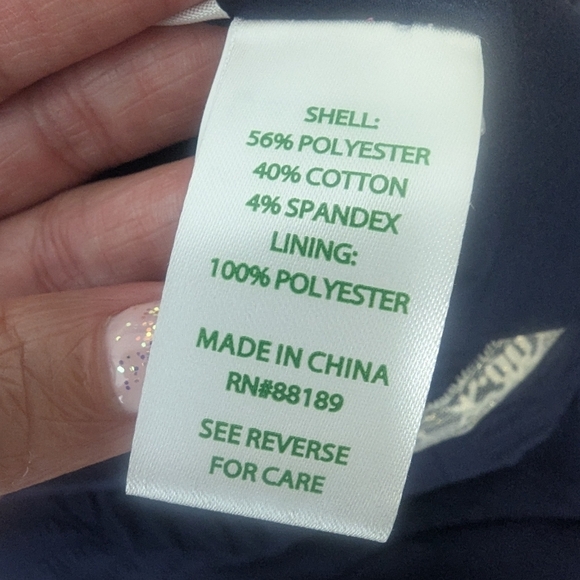 SHELL:
56% POLYESTER
40% COTTON
4% SPANDEX
LINING:
100% POLYESTER
MADE IN CHINA
RN#88189
SEE REVERSE
FOR CARE